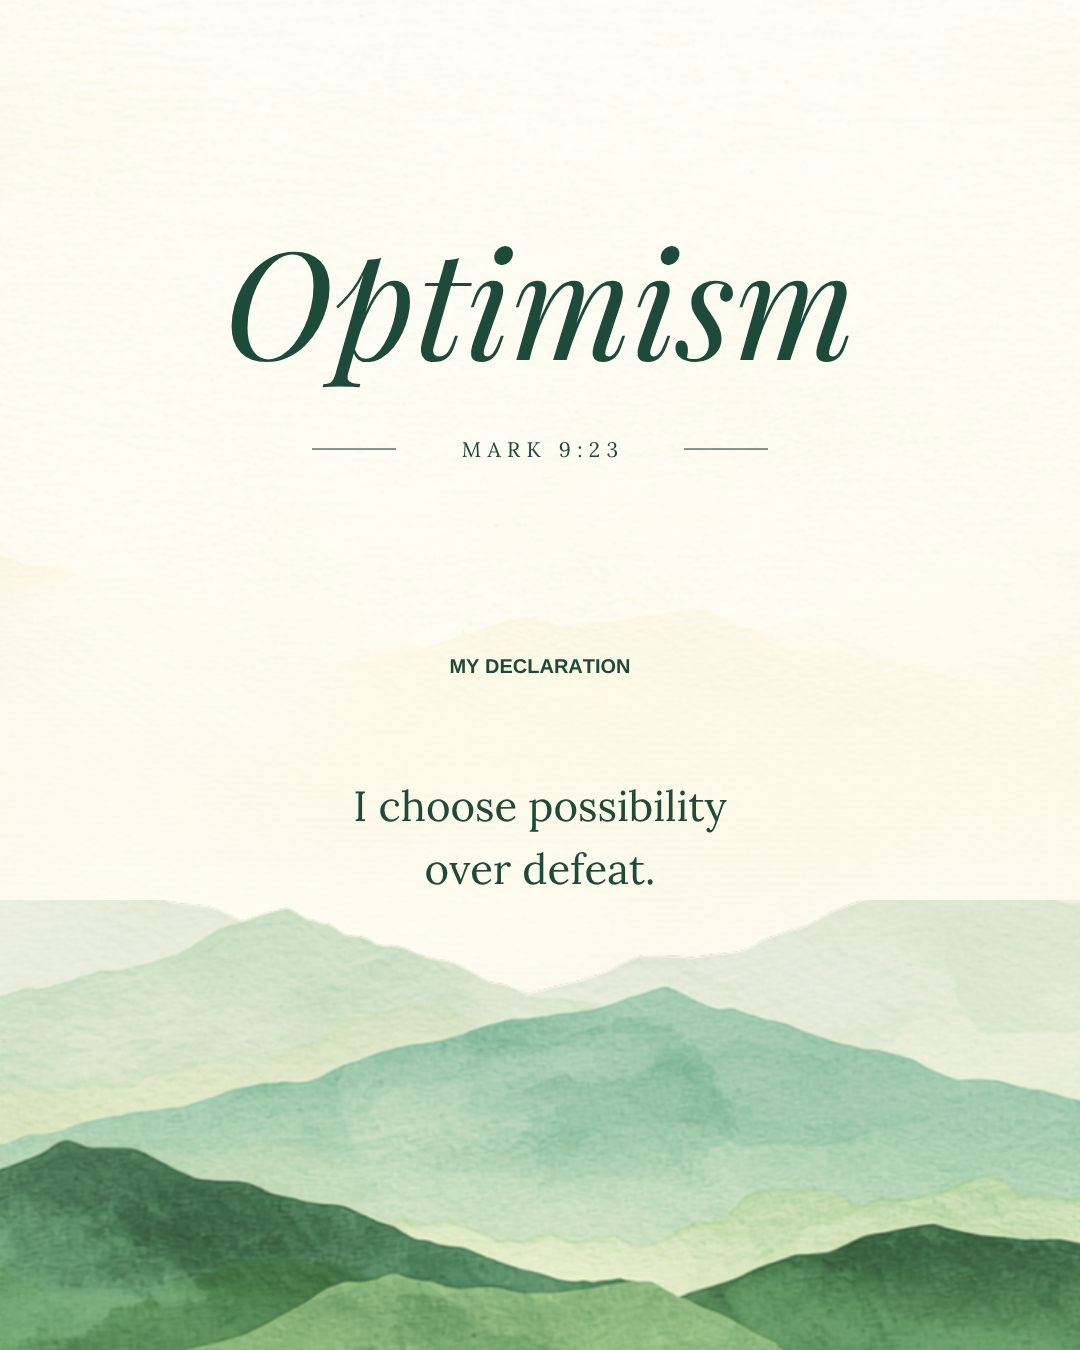 Optimism
MARK 9:23
MY DECLARATION
I choose possibility
over defeat.